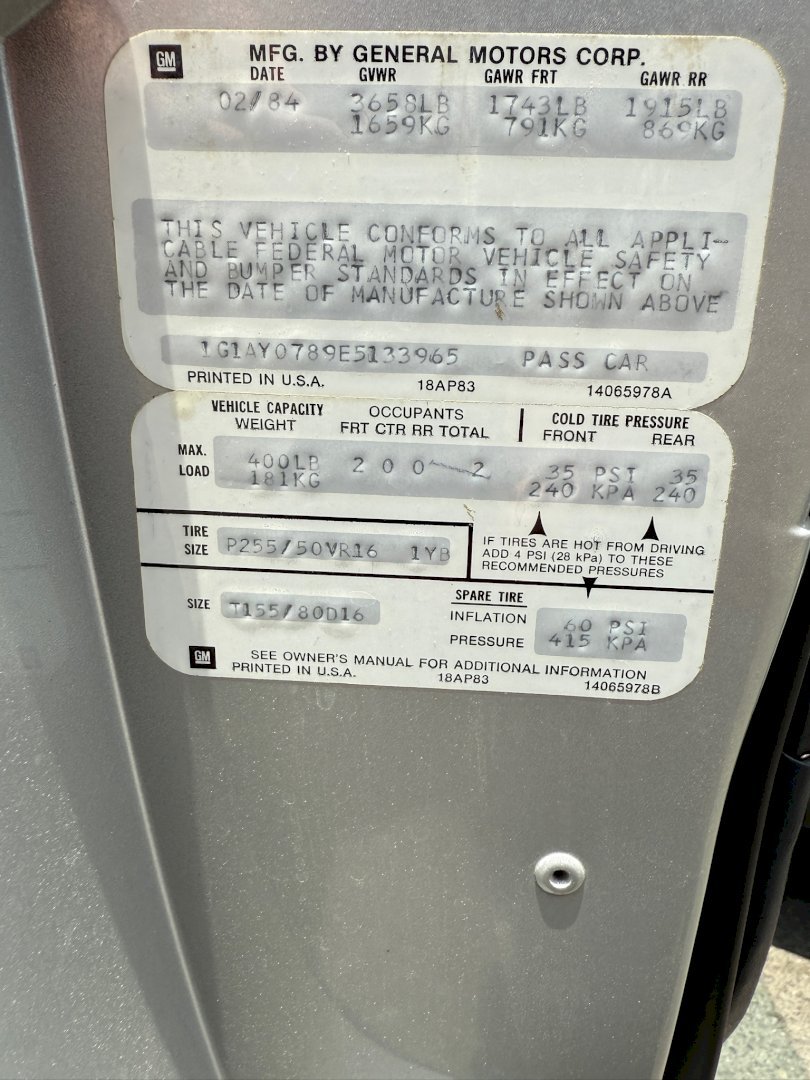 GM MFG. BY GENERAL MOTORS CORP.
DATE GVWR GAWR FRT GAWR RR
02/84 3658LB 1743LB 1915LB
1659KG 791KG 869KG
THIS VEHICLE CONFORMS TO ALL APPLI-
CABLE FEDERAL MOTOR VEHICLE SAFETY
AND BUMPER STANDARDS IN EFFECT ON
THE DATE OF MANUFACTURE SHOWN ABOVE
1G1AY0789E5133965 PASS CAR
PRINTED IN U.S.A. 18AP83 14065978A
VEHICLE CAPACITY OCCUPANTS COLD TIRE PRESSURE
WEIGHT FRT CTR RR TOTAL FRONT REAR
MAX. LOAD 400LB 2 0 0 2 35 PSI 35
181KG 240 KPA 240
TIRE SIZE P255/50VR16 1YB
IF TIRES ARE HOT FROM DRIVING
ADD 4 PSI (28 kPa) TO THESE
RECOMMENDED PRESSURES
SIZE T155/80D16
SPARE TIRE
INFLATION 60 PSI
PRESSURE 415 KPA
GM SEE OWNER'S MANUAL FOR ADDITIONAL INFORMATION
PRINTED IN U.S.A. 18AP83 14065978B